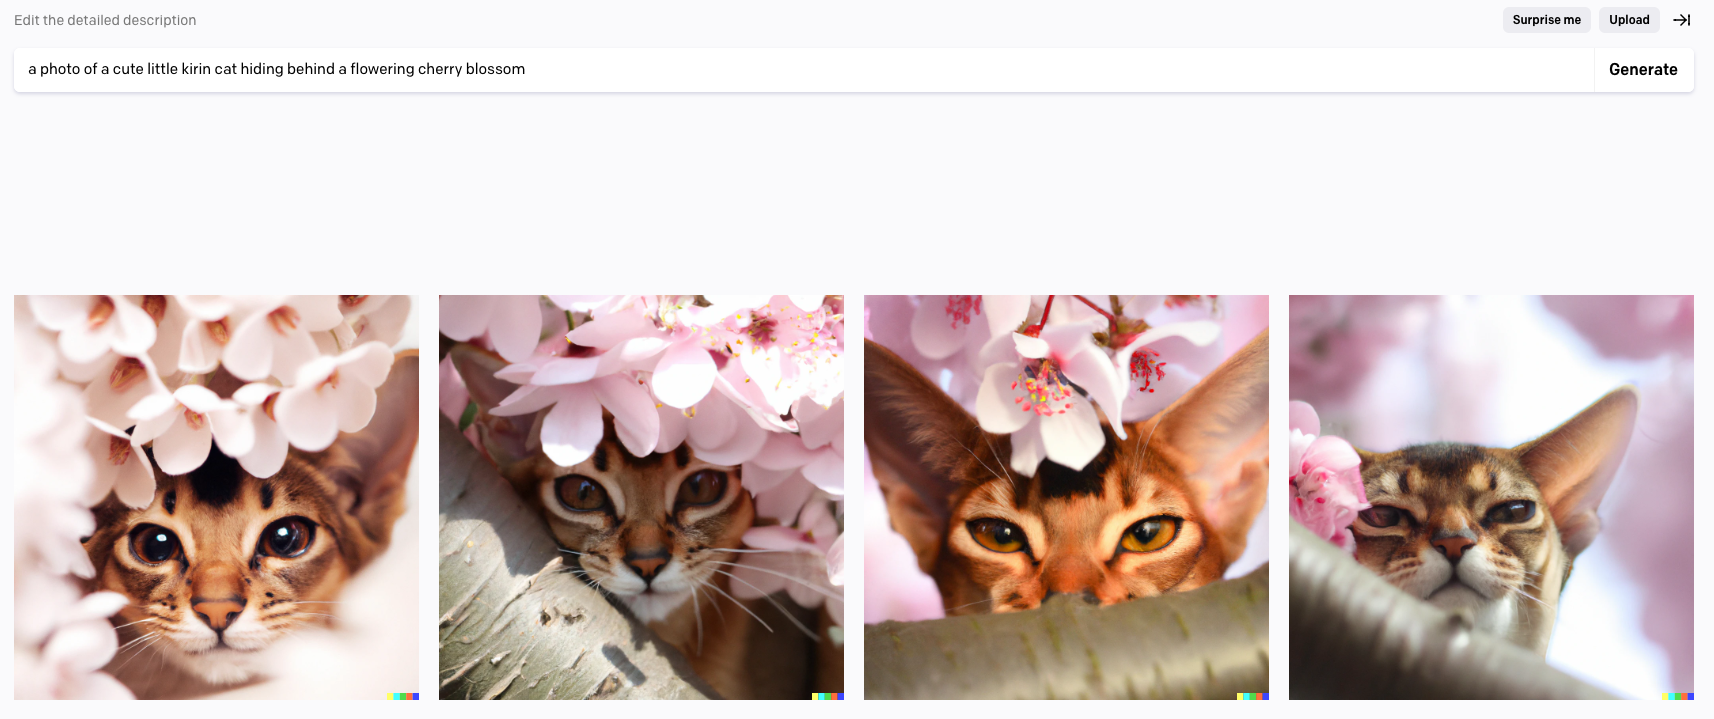 Edit the detailed description
Surprise me
Upload
a photo of a cute little kirin cat hiding behind a flowering cherry blossom
Generate